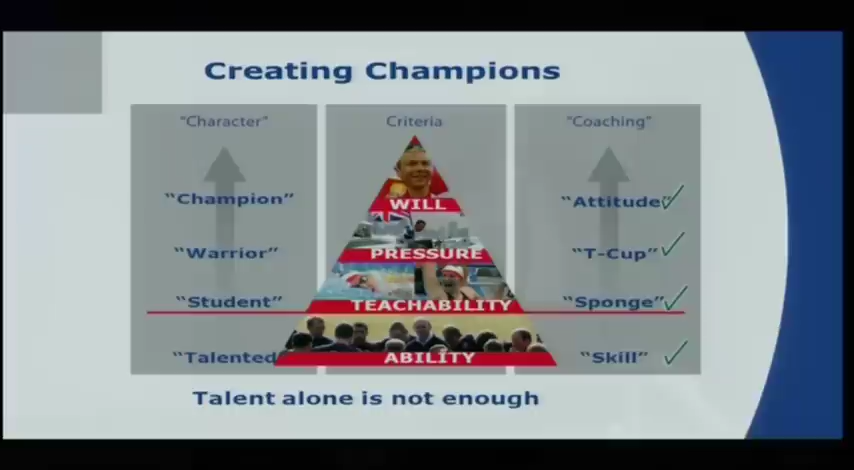 Creating Champions
"Character" Criteria "Coaching"
"Champion" WILL "Attitude"
"Warrior" PRESSURE "T-Cup"
"Student" TEACHABILITY "Sponge"
"Talented ABILITY "Skill"
Talent alone is not enough